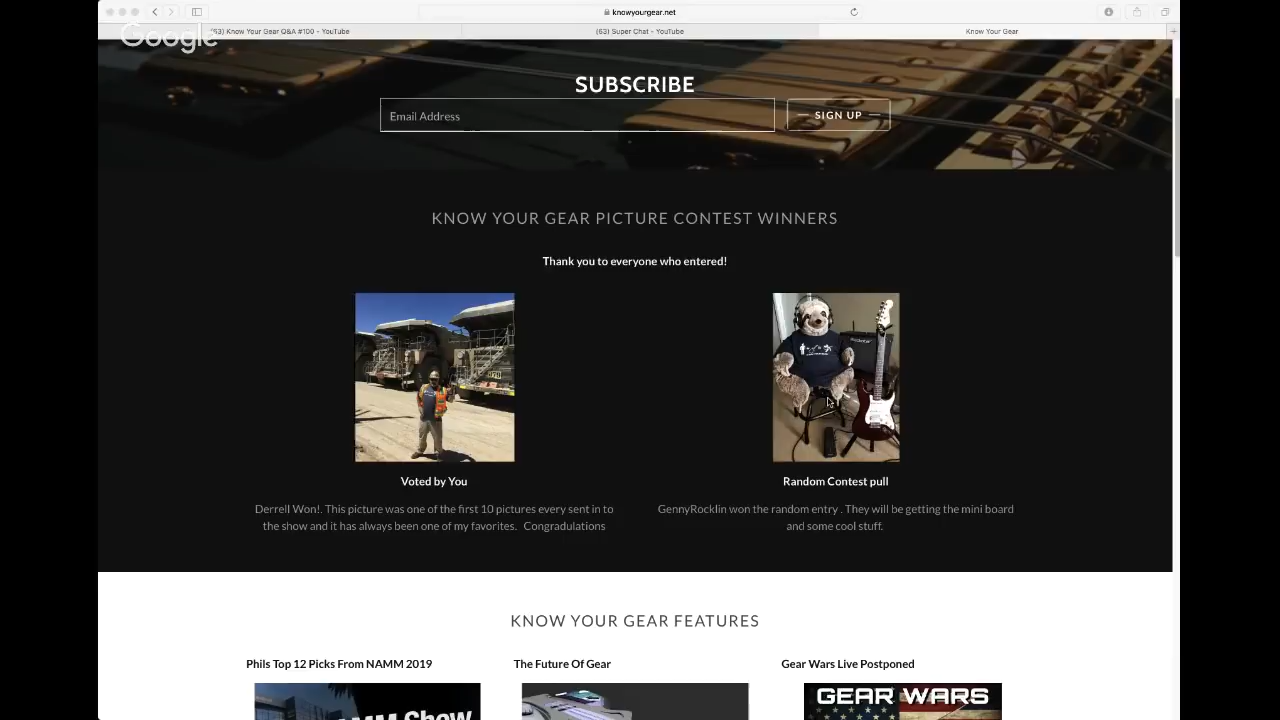 knowyourgear.net
Google
(63) Know Your Gear Q&A #100 - YouTube
(63) Super Chat - YouTube
Know Your Gear
SUBSCRIBE
Email Address
SIGN UP
KNOW YOUR GEAR PICTURE CONTEST WINNERS
Thank you to everyone who entered!
Voted by You
Random Contest pull
Derrell Won!. This picture was one of the first 10 pictures every sent in to
the show and it has always been one of my favorites. Congradulations
GennyRocklin won the random entry . They will be getting the mini board
and some cool stuff.
KNOW YOUR GEAR FEATURES
Phils Top 12 Picks From NAMM 2019
The Future Of Gear
Gear Wars Live Postponed
NAMM Show
GEAR WARS